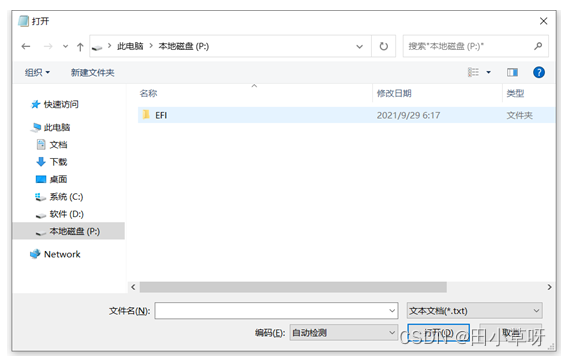 打开
此电脑 › 本地磁盘 (P:)
搜索"本地磁盘 (P:)"
组织 新建文件夹
名称 修改日期 类型
EFI 2021/9/29 6:17 文件夹
快速访问
此电脑
文档
下载
桌面
系统 (C:)
软件 (D:)
本地磁盘 (P:)
Network
文件名(N): 文本文档(*.txt)
编码(E): 自动检测 打开(O) 取消
CSDN @田小草呀